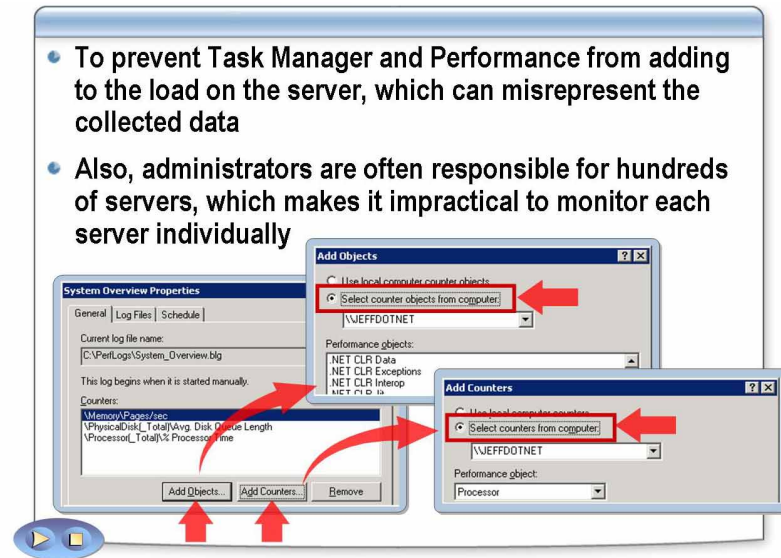 To prevent Task Manager and Performance from adding
to the load on the server, which can misrepresent the
collected data
Also, administrators are often responsible for hundreds
of servers, which makes it impractical to monitor each
server individually
Add Objects
Use local computer counter objects
Select counter objects from computer:
\\JEFFDOTNET
Performance objects:
.NET CLR Data
.NET CLR Exceptions
.NET CLR Interop
.NET CLR Jit
System Overview Properties
General
Log Files
Schedule
Current log file name:
C:\PerfLogs\System_Overview.blg
This log begins when it is started manually.
Counters:
\Memory\Pages/sec
\PhysicalDisk(_Total)\Avg. Disk Queue Length
\Processor(_Total)\% Processor Time
Add Objects...
Add Counters...
Remove
Add Counters
Use local computer counters
Select counters from computer:
\\JEFFDOTNET
Performance object:
Processor